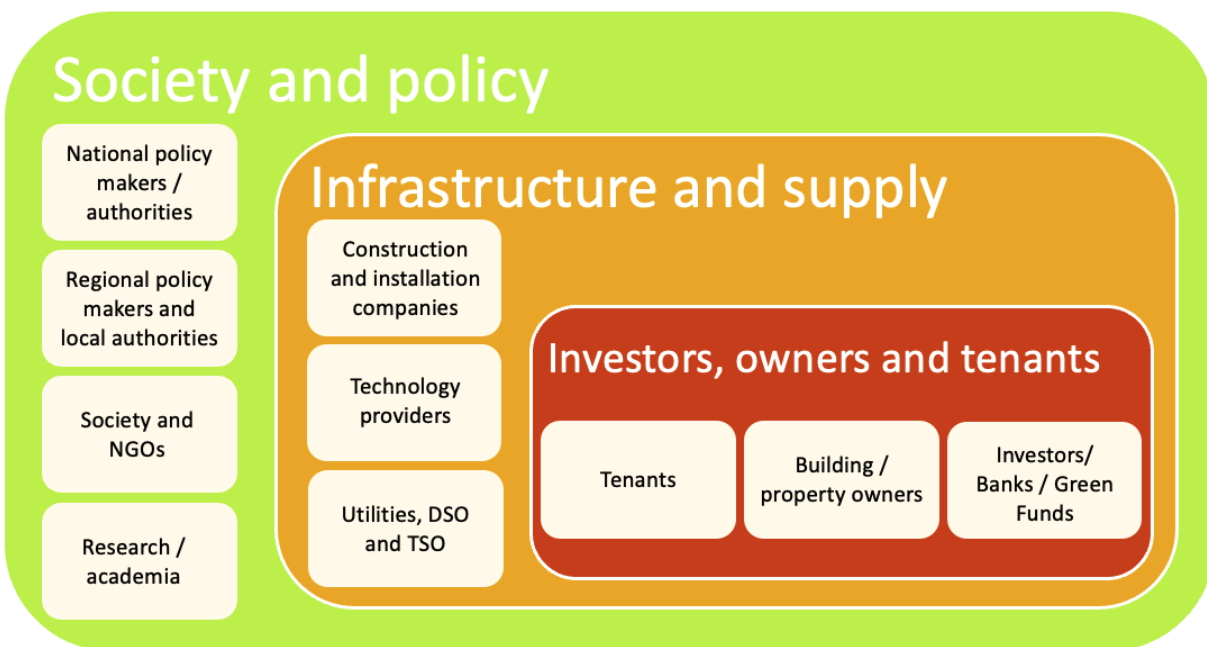 Society and policy
National policy
makers /
authorities
Regional policy
makers and
local authorities
Society and
NGOs
Research /
academia
Infrastructure and supply
Construction
and installation
companies
Technology
providers
Utilities, DSO
and TSO
Investors, owners and tenants
Tenants
Building /
property owners
Investors/
Banks / Green
Funds